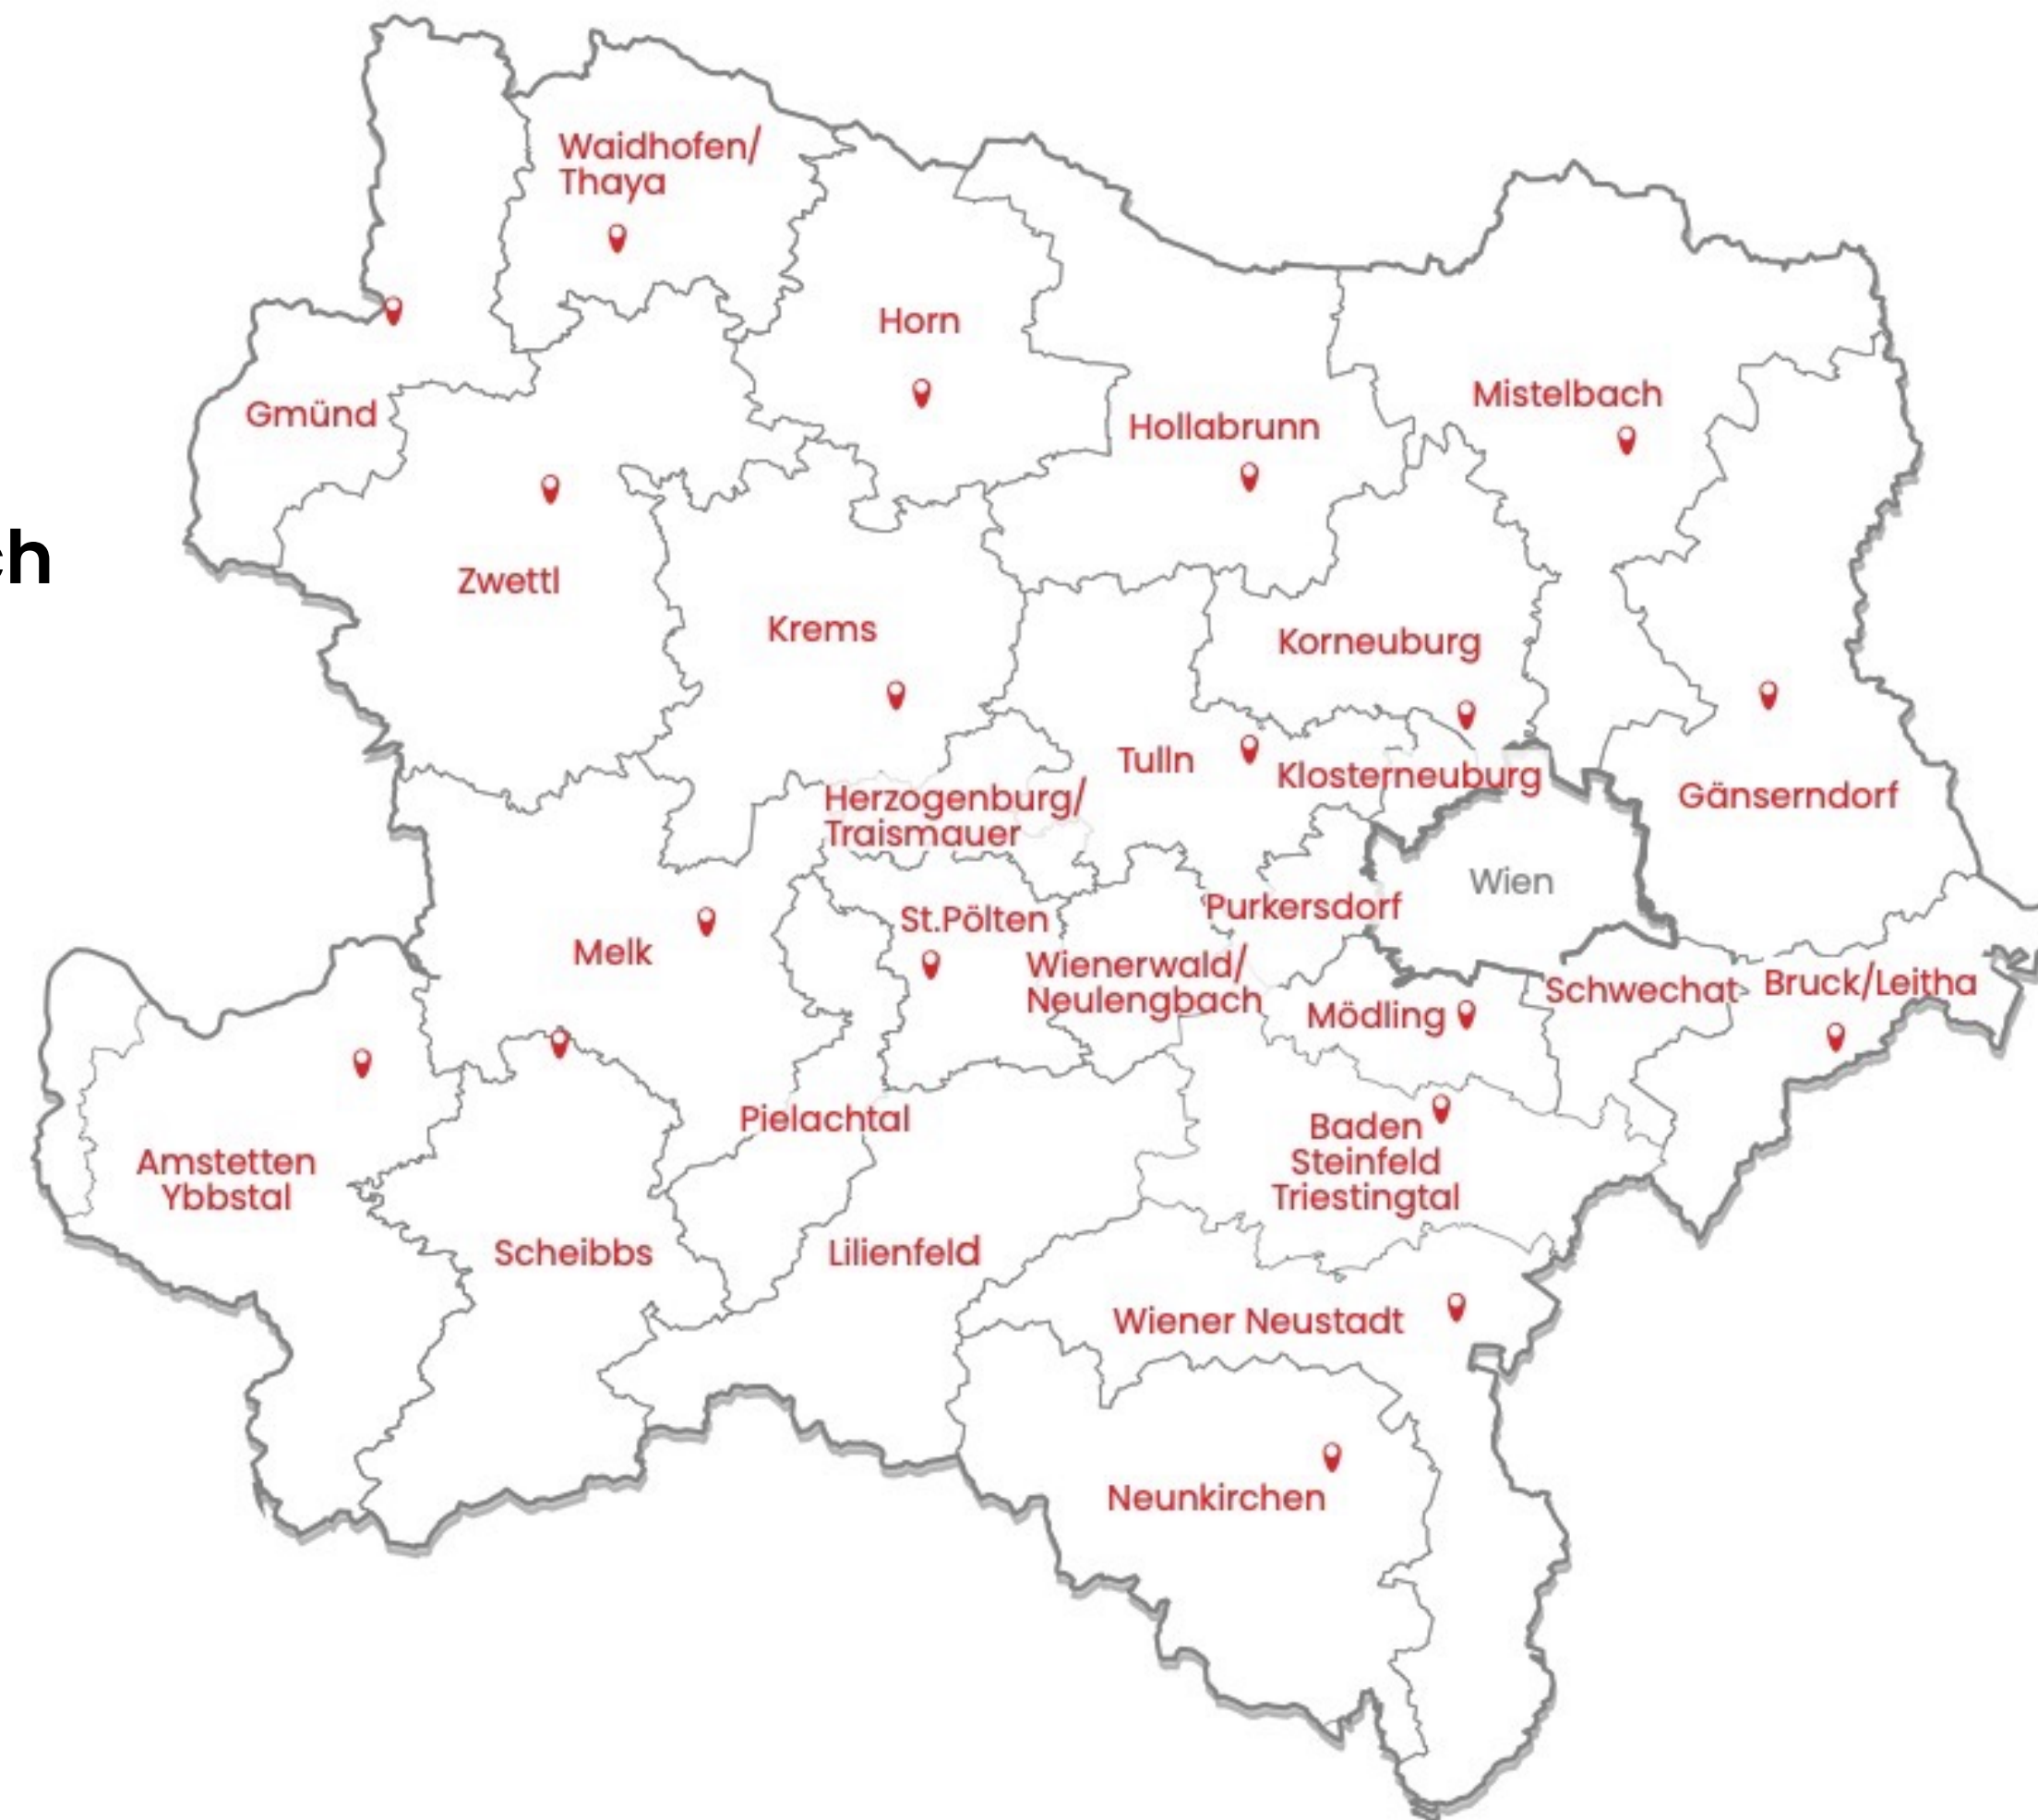 Waidhofen/
Thaya
Horn
Gmünd
Mistelbach
Hollabrunn
ch
Zwettl
Krems
Korneuburg
Tulln
Klosterneuburg
Herzogenburg/
Traismauer
Gänserndorf
Wien
Purkersdorf
St.Pölten
Melk
Wienerwald/
Neulengbach
Mödling
Schwechat
Bruck/Leitha
Pielachtal
Baden
Steinfeld
Triestingtal
Amstetten
Ybbstal
Scheibbs
Lilienfeld
Wiener Neustadt
Neunkirchen